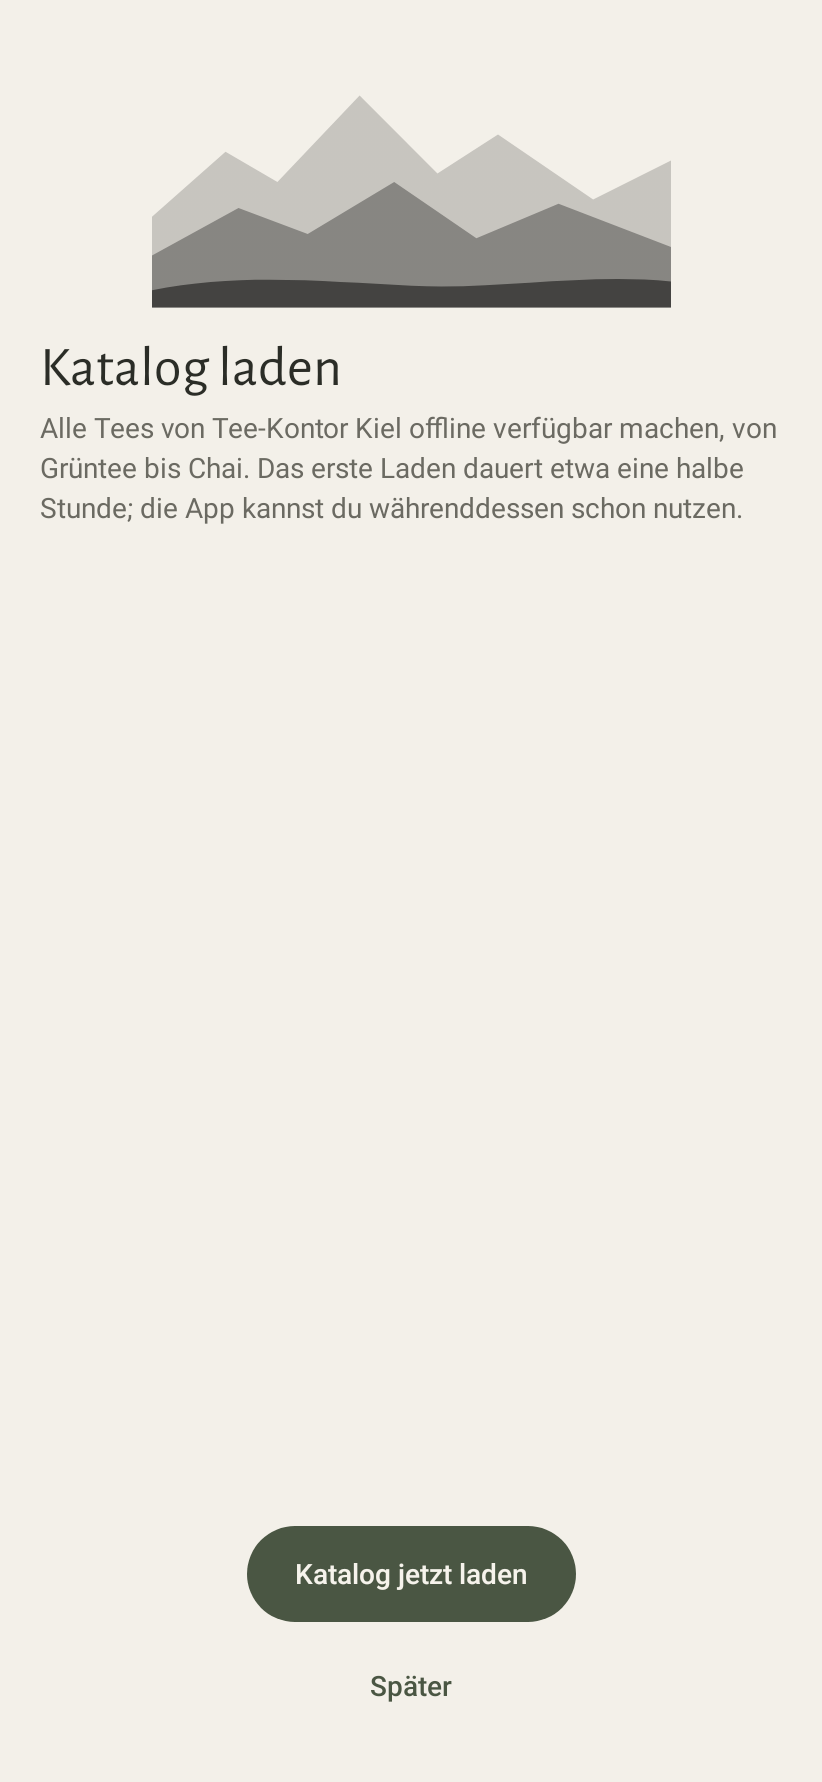 Katalog laden
Alle Tees von Tee-Kontor Kiel offline verfügbar machen, von
Grüntee bis Chai. Das erste Laden dauert etwa eine halbe
Stunde; die App kannst du währenddessen schon nutzen.
Katalog jetzt laden
Später